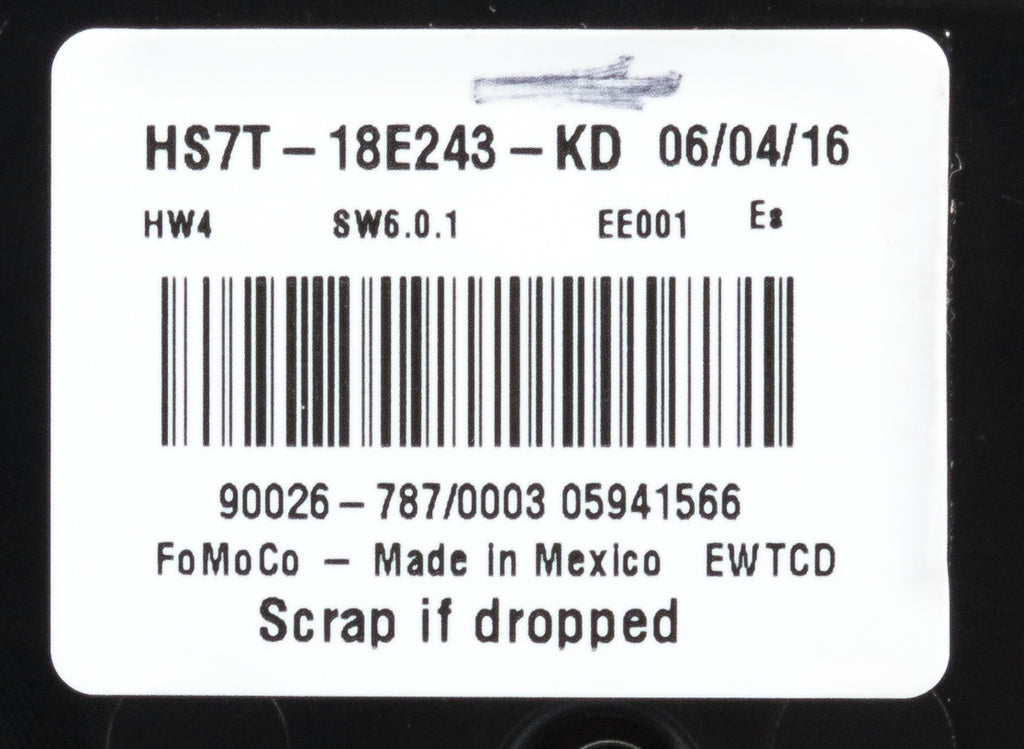 HS7T-18E243-KD 06/04/16
HW4 SW6.0.1 EE001 Es
90026-787/0003 05941566
FoMoCo - Made in Mexico EWTCD
Scrap if dropped